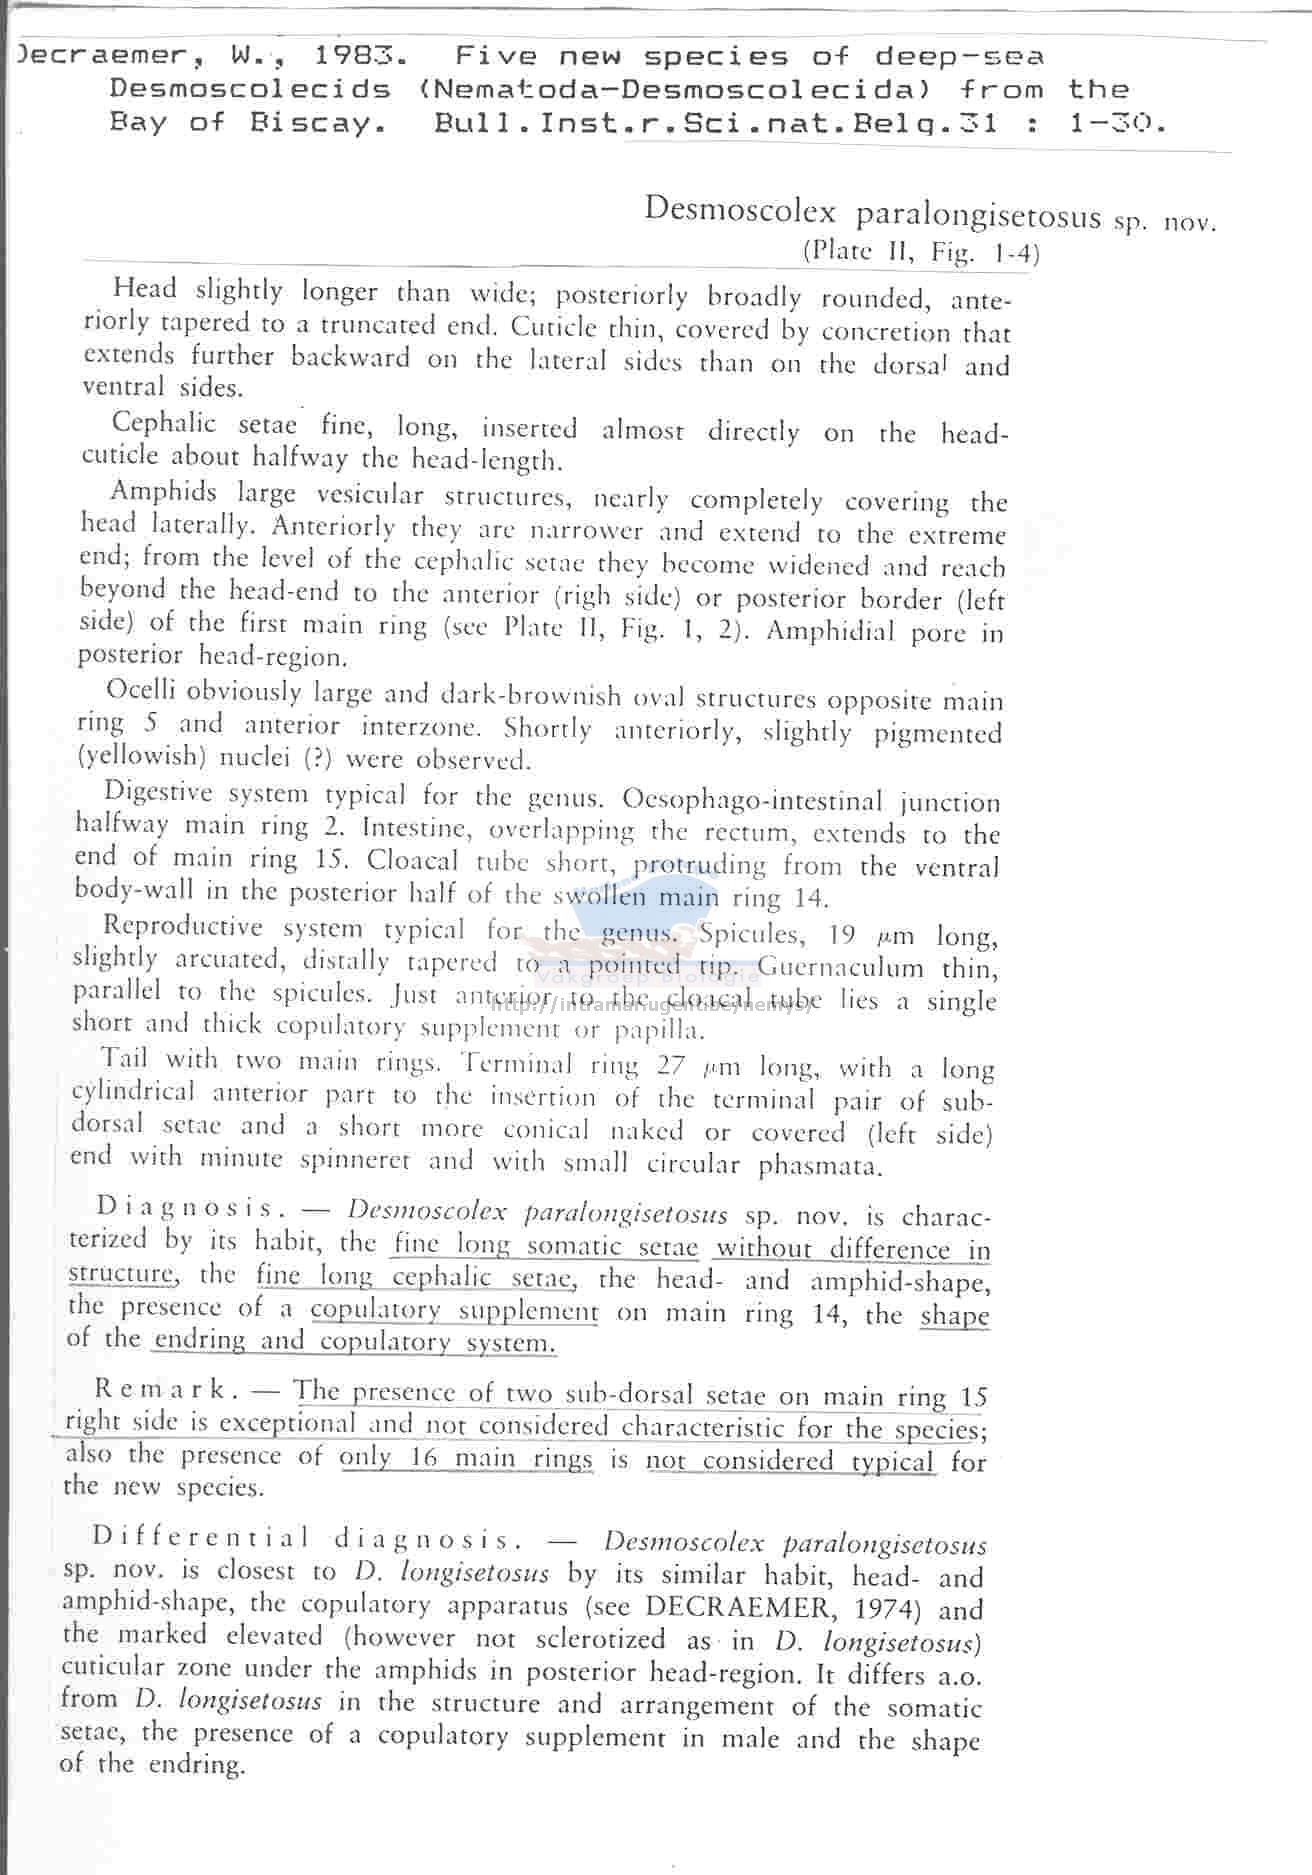 Decraemer, W., 1983. Five new species of deep-sea
Desmoscolecids (Nematoda-Desmoscolecida) from the
Bay of Biscay. Bull.Inst.r.Sci.nat.Belg.31 : 1-30.
Desmoscolex paralongisetosus sp. nov.
(Plate II, Fig. 1-4)
Head slightly longer than wide; posteriorly broadly rounded, ante-
riorly tapered to a truncated end. Cuticle thin, covered by concretion that
extends further backward on the lateral sides than on the dorsal and
ventral sides.
Cephalic setae fine, long, inserted almost directly on the head-
cuticle about halfway the head-length.
Amphids large vesicular structures, nearly completely covering the
head laterally. Anteriorly they are narrower and extend to the extreme
end; from the level of the cephalic setae they become widened and reach
beyond the head-end to the anterior (righ side) or posterior border (left
side) of the first main ring (see Plate II, Fig. 1, 2). Amphidial pore in
posterior head-region.
Ocelli obviously large and dark-brownish oval structures opposite main
ring 5 and anterior interzone. Shortly anteriorly, slightly pigmented
(yellowish) nuclei (?) were observed.
Digestive system typical for the genus. Oesophago-intestinal junction
halfway main ring 2. Intestine, overlapping the rectum, extends to the
end of main ring 15. Cloacal tube short, protruding from the ventral
body-wall in the posterior half of the swollen main ring 14.
Reproductive system typical for the genus. Spicules, 19 μm long,
slightly arcuated, distally tapered to a pointed tip. Guernaculum thin,
Vakgroep Biologie
parallel to the spicules. Just anterior to the cloacal tube lies a single
http://intramar.ugent.be/nemys/
short and thick copulatory supplement or papilla.
Tail with two main rings. Terminal ring 27 μm long, with a long
cylindrical anterior part to the insertion of the terminal pair of sub-
dorsal setae and a short more conical naked or covered (left side)
end with minute spinneret and with small circular phasmata.
Diagnosis. — Desmoscolex paralongisetosus sp. nov. is charac-
terized by its habit, the fine long somatic setae without difference in
structure, the fine long cephalic setae, the head- and amphid-shape,
the presence of a copulatory supplement on main ring 14, the shape
of the endring and copulatory system.
Remark. — The presence of two sub-dorsal setae on main ring 15
right side is exceptional and not considered characteristic for the species;
also the presence of only 16 main rings is not considered typical for
the new species.
Differential diagnosis. — Desmoscolex paralongisetosus
sp. nov. is closest to D. longisetosus by its similar habit, head- and
amphid-shape, the copulatory apparatus (see DECRAEMER, 1974) and
the marked elevated (however not sclerotized as in D. longisetosus)
cuticular zone under the amphids in posterior head-region. It differs a.o.
from D. longisetosus in the structure and arrangement of the somatic
setae, the presence of a copulatory supplement in male and the shape
of the endring.